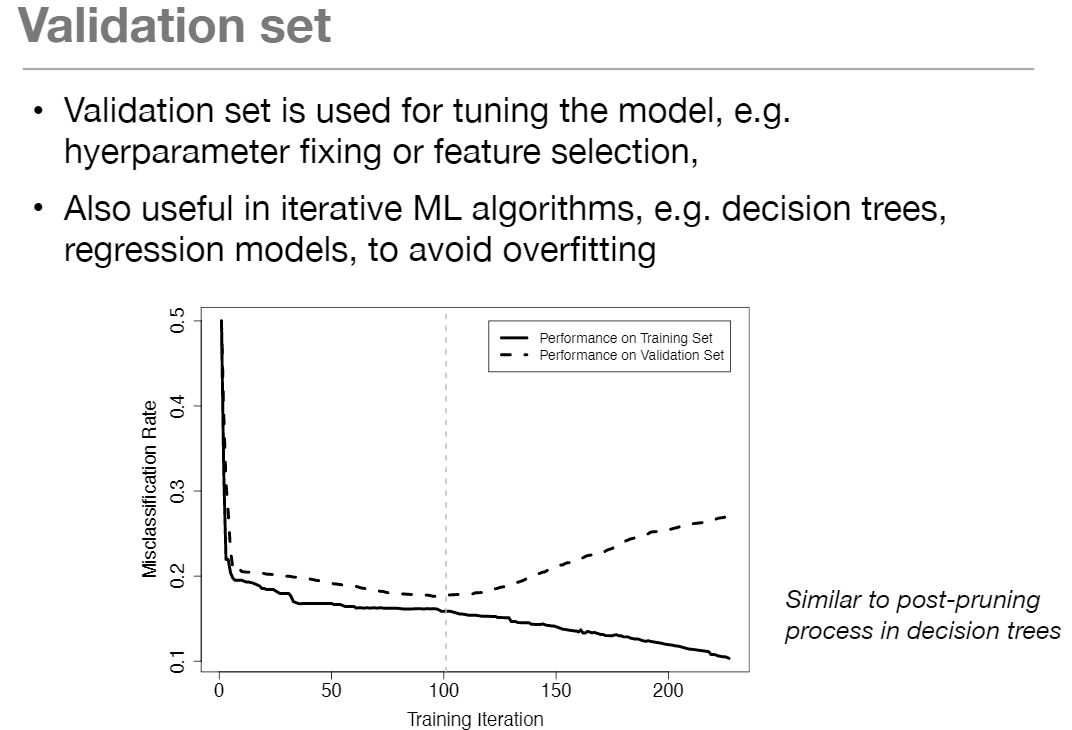 Validation set
• Validation set is used for tuning the model, e.g.
hyerparameter fixing or feature selection,
• Also useful in iterative ML algorithms, e.g. decision trees,
regression models, to avoid overfitting
Performance on Training Set
Performance on Validation Set
Misclassification Rate
0.5
0.4
0.3
0.2
0.1
0 50 100 150 200
Training Iteration
Similar to post-pruning
process in decision trees